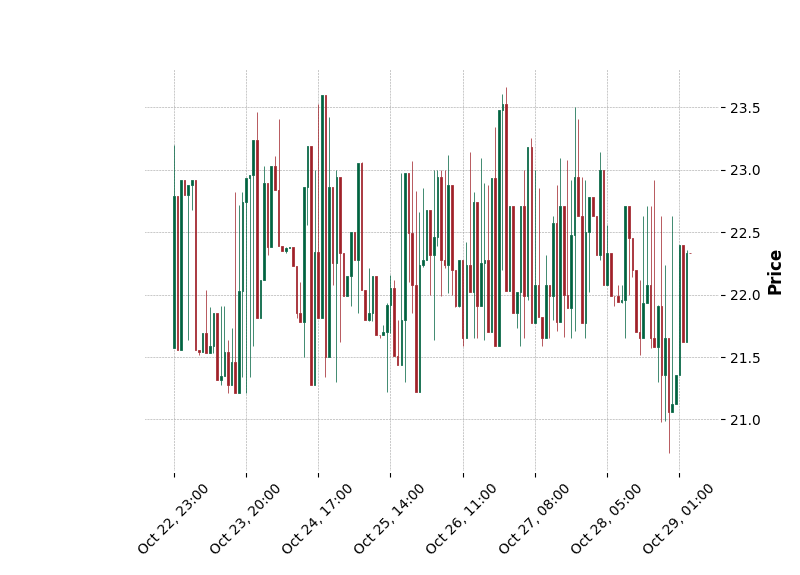 23.5
23.0
22.5
22.0
21.5
21.0
Price
Oct 22, 23:00
Oct 23, 20:00
Oct 24, 17:00
Oct 25, 14:00
Oct 26, 11:00
Oct 27, 08:00
Oct 28, 05:00
Oct 29, 01:00